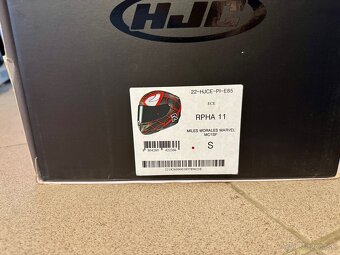 HJC
22-HJCE-PI-E85
ECE
RPHA 11
MILES MORALES MARVEL
MC1SF
S